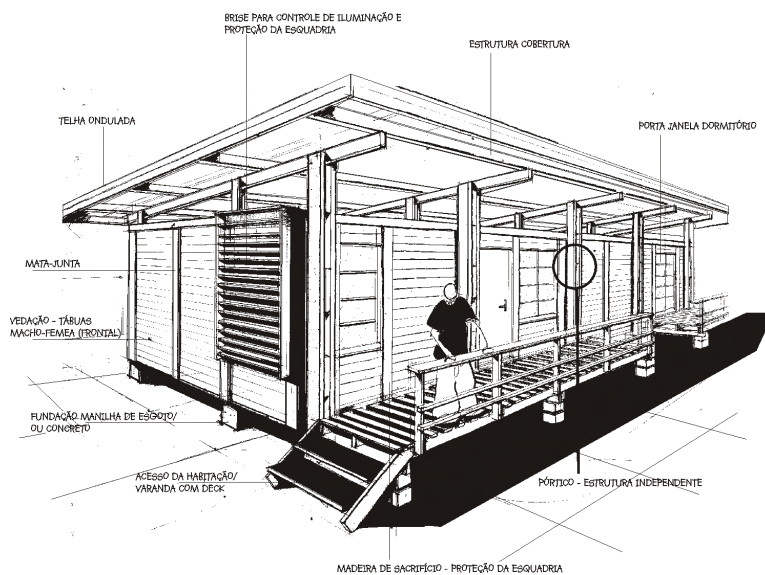 BRISE PARA CONTROLE DE ILUMINAÇÃO E
PROTEÇÃO DA ESQUADRIA
ESTRUTURA COBERTURA
TELHA ONDULADA
PORTA JANELA DORMITÓRIO
MATA-JUNTA
VEDAÇÃO - TÁBUAS
MACHO-FEMEA (FRONTAL)
FUNDAÇÃO MANILHA DE ESGOTO/
OU CONCRETO
ACESSO DA HABITAÇÃO/
VARANDA COM DECK
PÓRTICO - ESTRUTURA INDEPENDENTE
MADEIRA DE SACRIFÍCIO - PROTEÇÃO DA ESQUADRIA